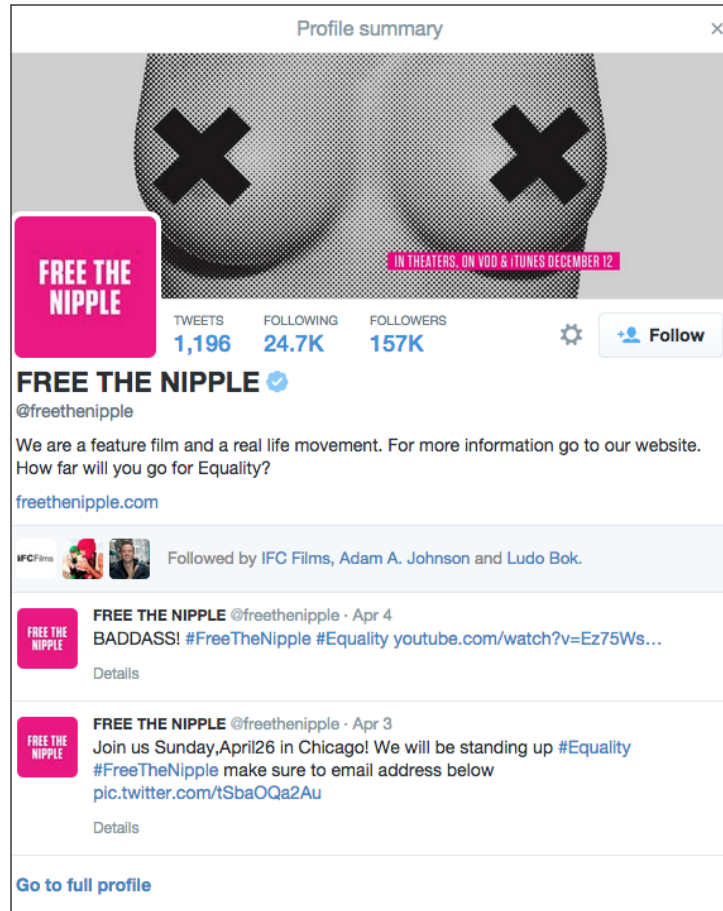 Profile summary
×
IN THEATERS, ON VOD & iTUNES DECEMBER 12
FREE THE
NIPPLE
TWEETS
1,196
FOLLOWING
24.7K
FOLLOWERS
157K
Follow
FREE THE NIPPLE
@freethenipple
We are a feature film and a real life movement. For more information go to our website.
How far will you go for Equality?
freethenipple.com
IFCFilms
Followed by IFC Films, Adam A. Johnson and Ludo Bok.
FREE THE
NIPPLE
FREE THE NIPPLE @freethenipple · Apr 4
BADDASS! #FreeTheNipple #Equality youtube.com/watch?v=Ez75Ws…
Details
FREE THE
NIPPLE
FREE THE NIPPLE @freethenipple · Apr 3
Join us Sunday,April26 in Chicago! We will be standing up #Equality
#FreeTheNipple make sure to email address below
pic.twitter.com/tSbaOQa2Au
Details
Go to full profile